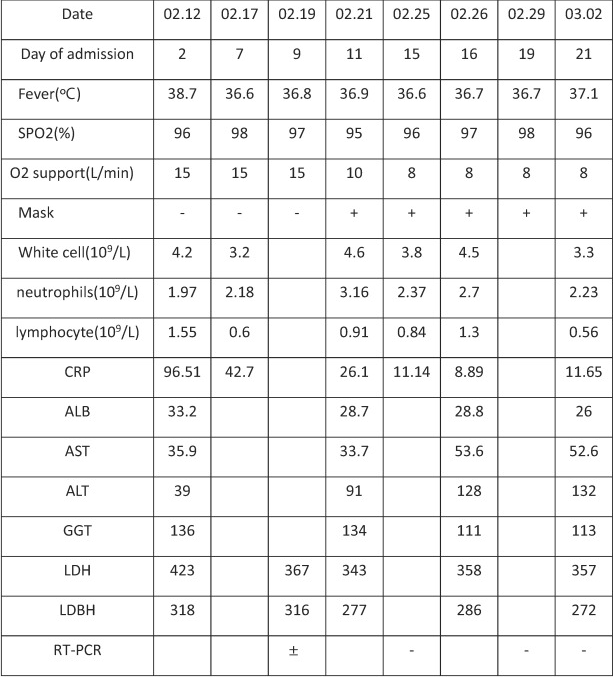 Date 02.12 02.17 02.19 02.21 02.25 02.26 02.29 03.02
Day of admission 2 7 9 11 15 16 19 21
Fever(ºC) 38.7 36.6 36.8 36.9 36.6 36.7 36.7 37.1
SPO2(%) 96 98 97 95 96 97 98 96
O2 support(L/min) 15 15 15 10 8 8 8 8
Mask - - - + + + + +
White cell(10⁹/L) 4.2 3.2 4.6 3.8 4.5 3.3
neutrophils(10⁹/L) 1.97 2.18 3.16 2.37 2.7 2.23
lymphocyte(10⁹/L) 1.55 0.6 0.91 0.84 1.3 0.56
CRP 96.51 42.7 26.1 11.14 8.89 11.65
ALB 33.2 28.7 28.8 26
AST 35.9 33.7 53.6 52.6
ALT 39 91 128 132
GGT 136 134 111 113
LDH 423 367 343 358 357
LDBH 318 316 277 286 272
RT-PCR ± - - -